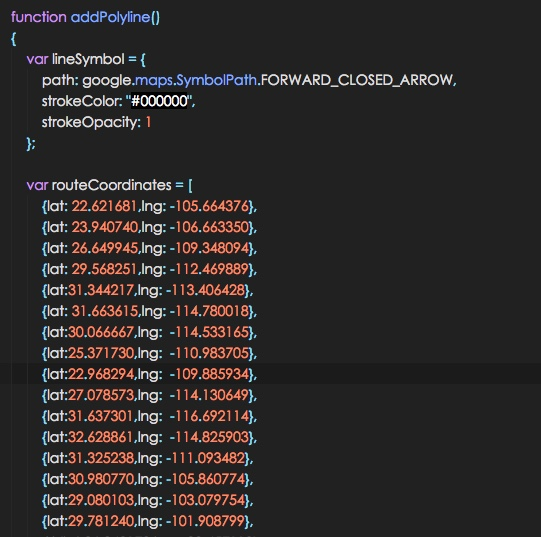 function addPolyline()
{
var lineSymbol = {
path: google.maps.SymbolPath.FORWARD_CLOSED_ARROW,
strokeColor: "#000000",
strokeOpacity: 1
};
var routeCoordinates = [
{lat: 22.621681,lng: -105.664376},
{lat: 23.940740,lng: -106.663350},
{lat: 26.649945,lng: -109.348094},
{lat: 29.568251,lng: -112.469889},
{lat:31.344217,lng: -113.406428},
{lat: 31.663615,lng: -114.780018},
{lat:30.066667,lng: -114.533165},
{lat:25.371730,lng: -110.983705},
{lat:22.968294,lng: -109.885934},
{lat:27.078573,lng: -114.130649},
{lat:31.637301,lng: -116.692114},
{lat: 32.628861,lng: -114.825903},
{lat:31.325238,lng: -111.093482},
{lat: 30.980770,lng: -105.860774},
{lat:29.080103,lng: -103.079754},
{lat:29.781240,lng: -101.908799},